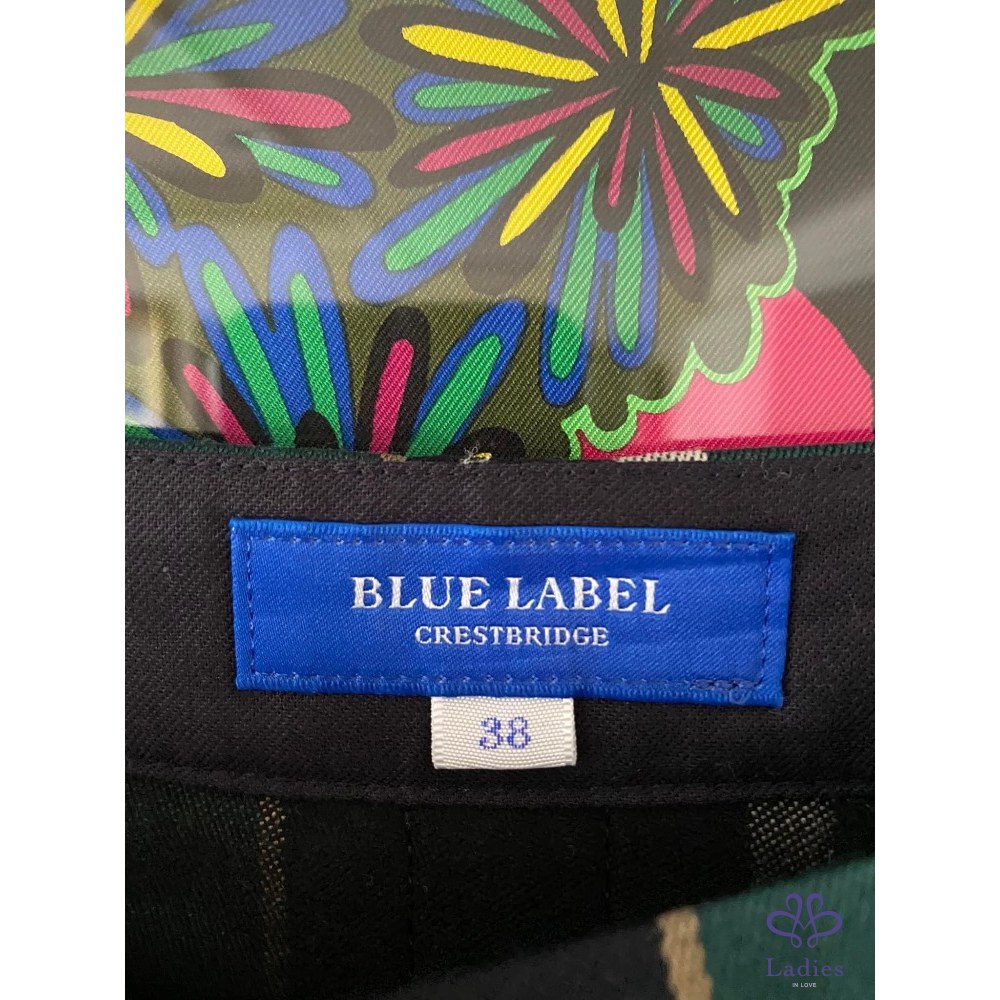 BLUE LABEL
CRESTBRIDGE
38
Ladies
IN LOVE